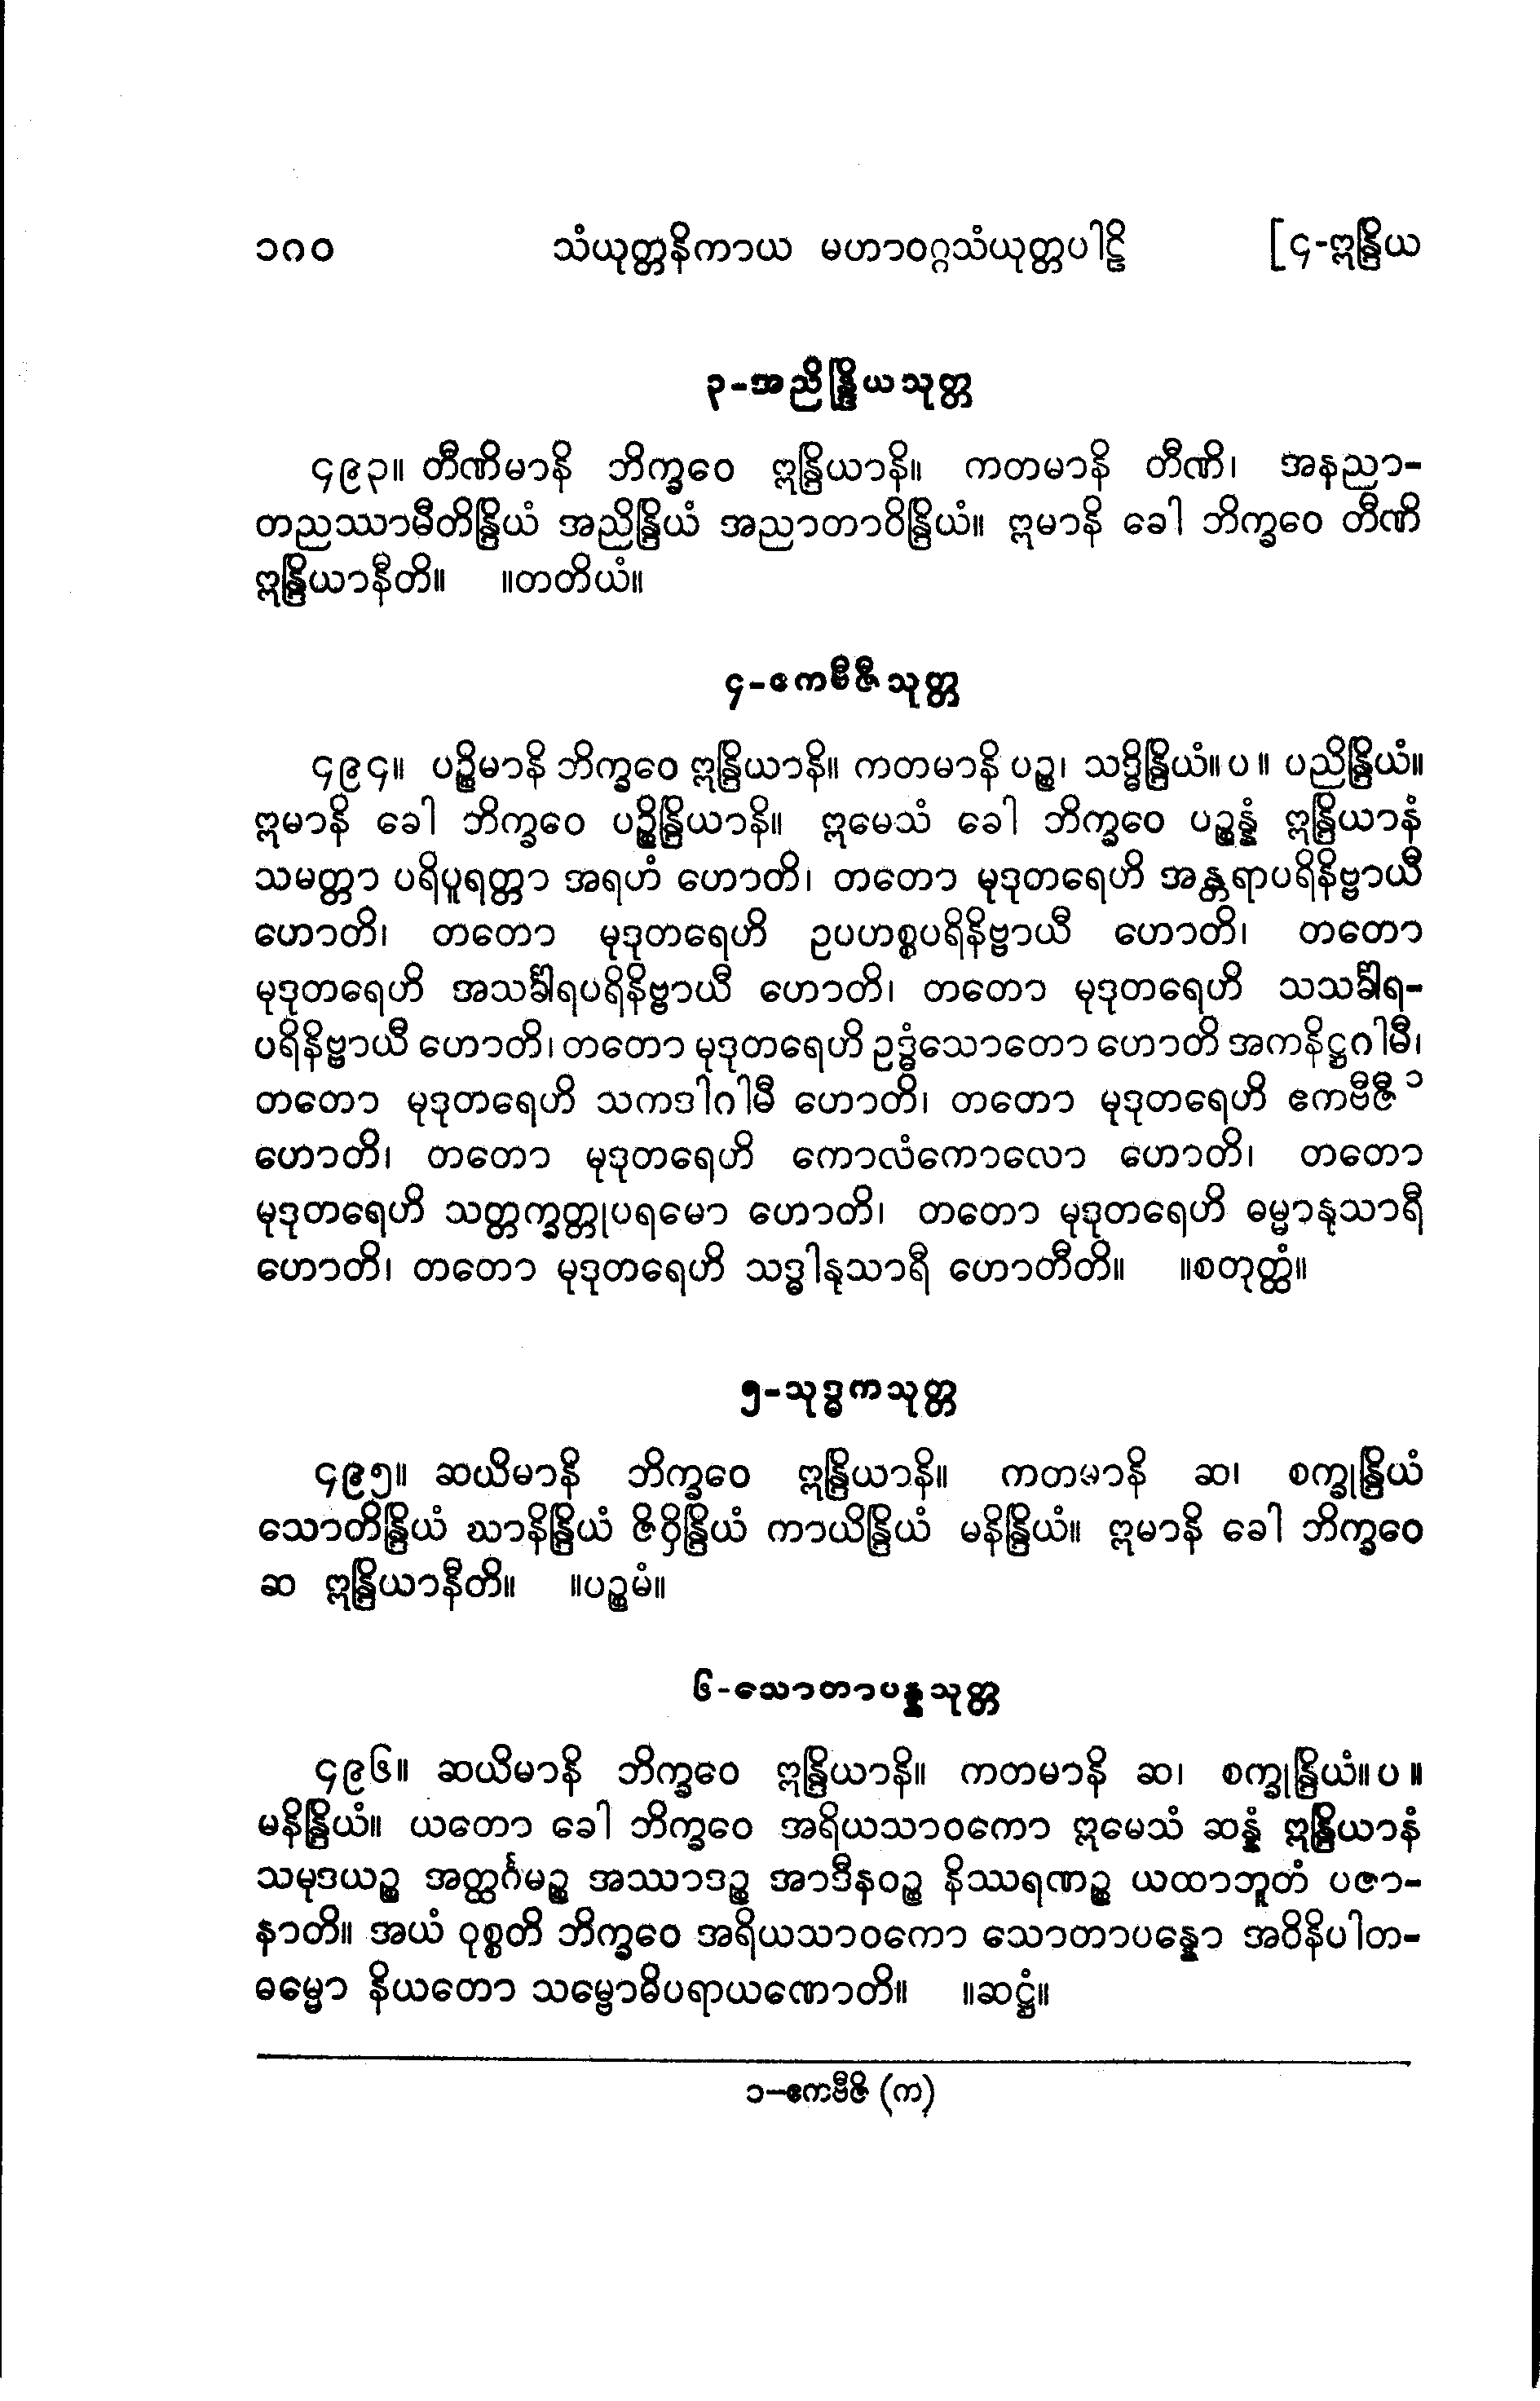 ၁၈၀ သံယုတ္တနိကာယ မဟာဝဂ္ဂသံယုတ္တပါဠိ [၄-ဣန္ဒြိယ
၃-အညိန္ဒြိယသုတ္တ
၄၉၃။ တီဏိမာနိ ဘိက္ခဝေ ဣန္ဒြိယာနိ။ ကတမာနိ တီဏိ၊ အနညာ-
တညဿာမီတိန္ဒြိယံ အညိန္ဒြိယံ အညာတာဝိန္ဒြိယံ။ ဣမာနိ ခေါ ဘိက္ခဝေ တီဏိ
ဣန္ဒြိယာနီတိ။ ။တတိယံ။
၄-ဧကဗီဇီသုတ္တ
၄၉၄။ ပဉ္စိမာနိ ဘိက္ခဝေ ဣန္ဒြိယာနိ။ ကတမာနိ ပဉ္စ၊ သဒ္ဓိန္ဒြိယံ။ပ။ ပညိန္ဒြိယံ။
ဣမာနိ ခေါ ဘိက္ခဝေ ပဉ္စိန္ဒြိယာနိ။ ဣမေသံ ခေါ ဘိက္ခဝေ ပဉ္စန္နံ ဣန္ဒြိယာနံ
သမတ္တာ ပရိပူရတ္တာ အရဟံ ဟောတိ၊ တတော မုဒုတရေဟိ အန္တရာပရိနိဗ္ဗာယီ
ဟောတိ၊ တတော မုဒုတရေဟိ ဥပဟစ္စပရိနိဗ္ဗာယီ ဟောတိ၊ တတော
မုဒုတရေဟိ အသင်္ခါရပရိနိဗ္ဗာယီ ဟောတိ၊ တတော မုဒုတရေဟိ သသင်္ခါရ-
ပရိနိဗ္ဗာယီ ဟောတိ၊ တတော မုဒုတရေဟိ ဥဒ္ဓံသောတော ဟောတိ အကနိဋ္ဌဂါမီ၊
တတော မုဒုတရေဟိ သကဒါဂါမီ ဟောတိ၊ တတော မုဒုတရေဟိ ဧကဗီဇီ ၁
ဟောတိ၊ တတော မုဒုတရေဟိ ကောလံကောလော ဟောတိ၊ တတော
မုဒုတရေဟိ သတ္တက္ခတ္တုပရမော ဟောတိ၊ တတော မုဒုတရေဟိ ဓမ္မာနုသာရီ
ဟောတိ၊ တတော မုဒုတရေဟိ သဒ္ဓါနုသာရီ ဟောတီတိ။ ။စတုတ္ထံ။
၅-သုဒ္ဓကသုတ္တ
၄၉၅။ ဆယိမာနိ ဘိက္ခဝေ ဣန္ဒြိယာနိ။ ကတမာနိ ဆ၊ စက္ခုန္ဒြိယံ
သောတိန္ဒြိယံ ဃာနိန္ဒြိယံ ဇိဝှိန္ဒြိယံ ကာယိန္ဒြိယံ မနိန္ဒြိယံ။ ဣမာနိ ခေါ ဘိက္ခဝေ
ဆ ဣန္ဒြိယာနီတိ။ ။ပဉ္စမံ။
၆-သောတာပန္နသုတ္တ
၄၉၆။ ဆယိမာနိ ဘိက္ခဝေ ဣန္ဒြိယာနိ။ ကတမာနိ ဆ၊ စက္ခုန္ဒြိယံ။ပ။
မနိန္ဒြိယံ။ ယတော ခေါ ဘိက္ခဝေ အရိယသာဝကော ဣမေသံ ဆန္နံ ဣန္ဒြိယာနံ
သမုဒယဉ္စ အတ္ထင်္ဂမဉ္စ အဿာဒဉ္စ အာဒီနဝဉ္စ နိဿရဏဉ္စ ယထာဘူတံ ပဇာ-
နာတိ။ အယံ ဝုစ္စတိ ဘိက္ခဝေ အရိယသာဝကော သောတာပန္နော အဝိနိပါတ-
ဓမ္မော နိယတော သမ္ဗောဓိပရာယဏောတိ။ ။ဆဋ္ဌံ။
၁-ဧကဗီဇိ (က)